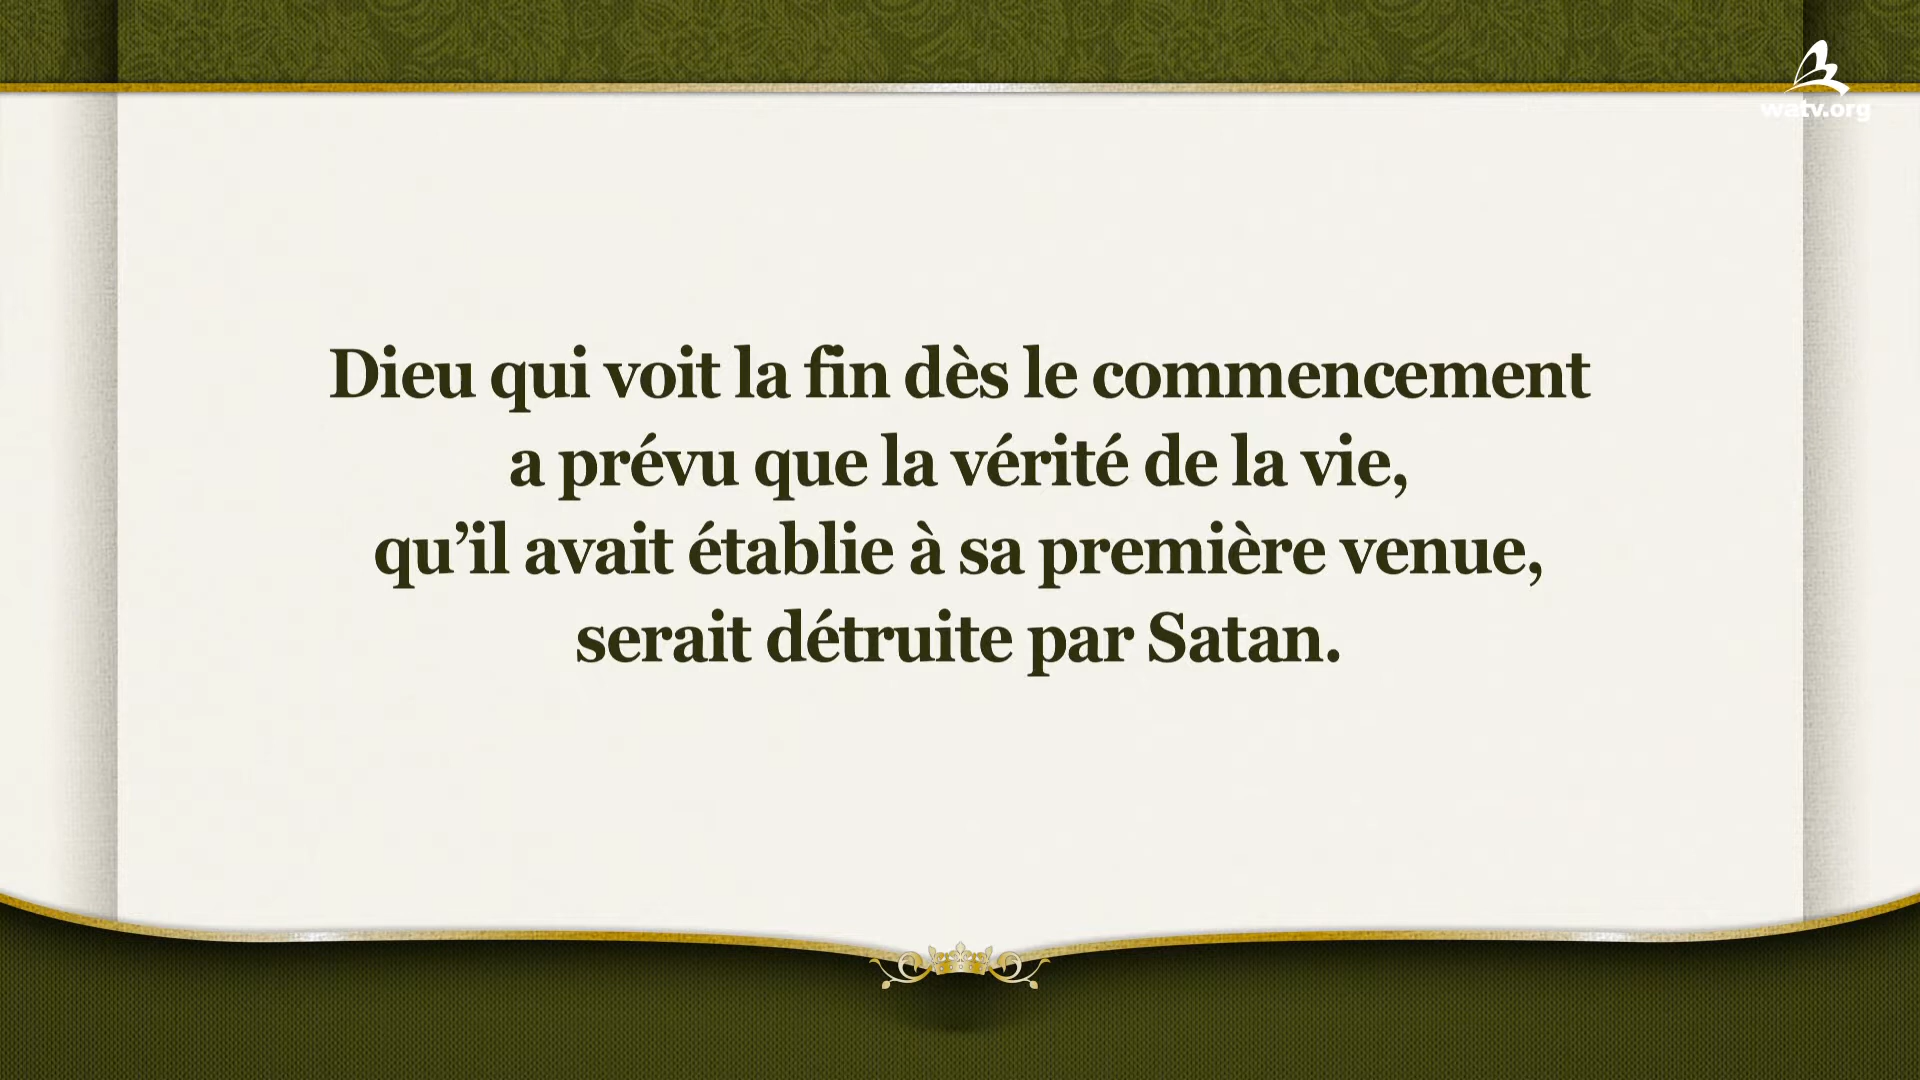 watv.org
Dieu qui voit la fin dès le commencement
a prévu que la vérité de la vie,
qu’il avait établie à sa première venue,
serait détruite par Satan.